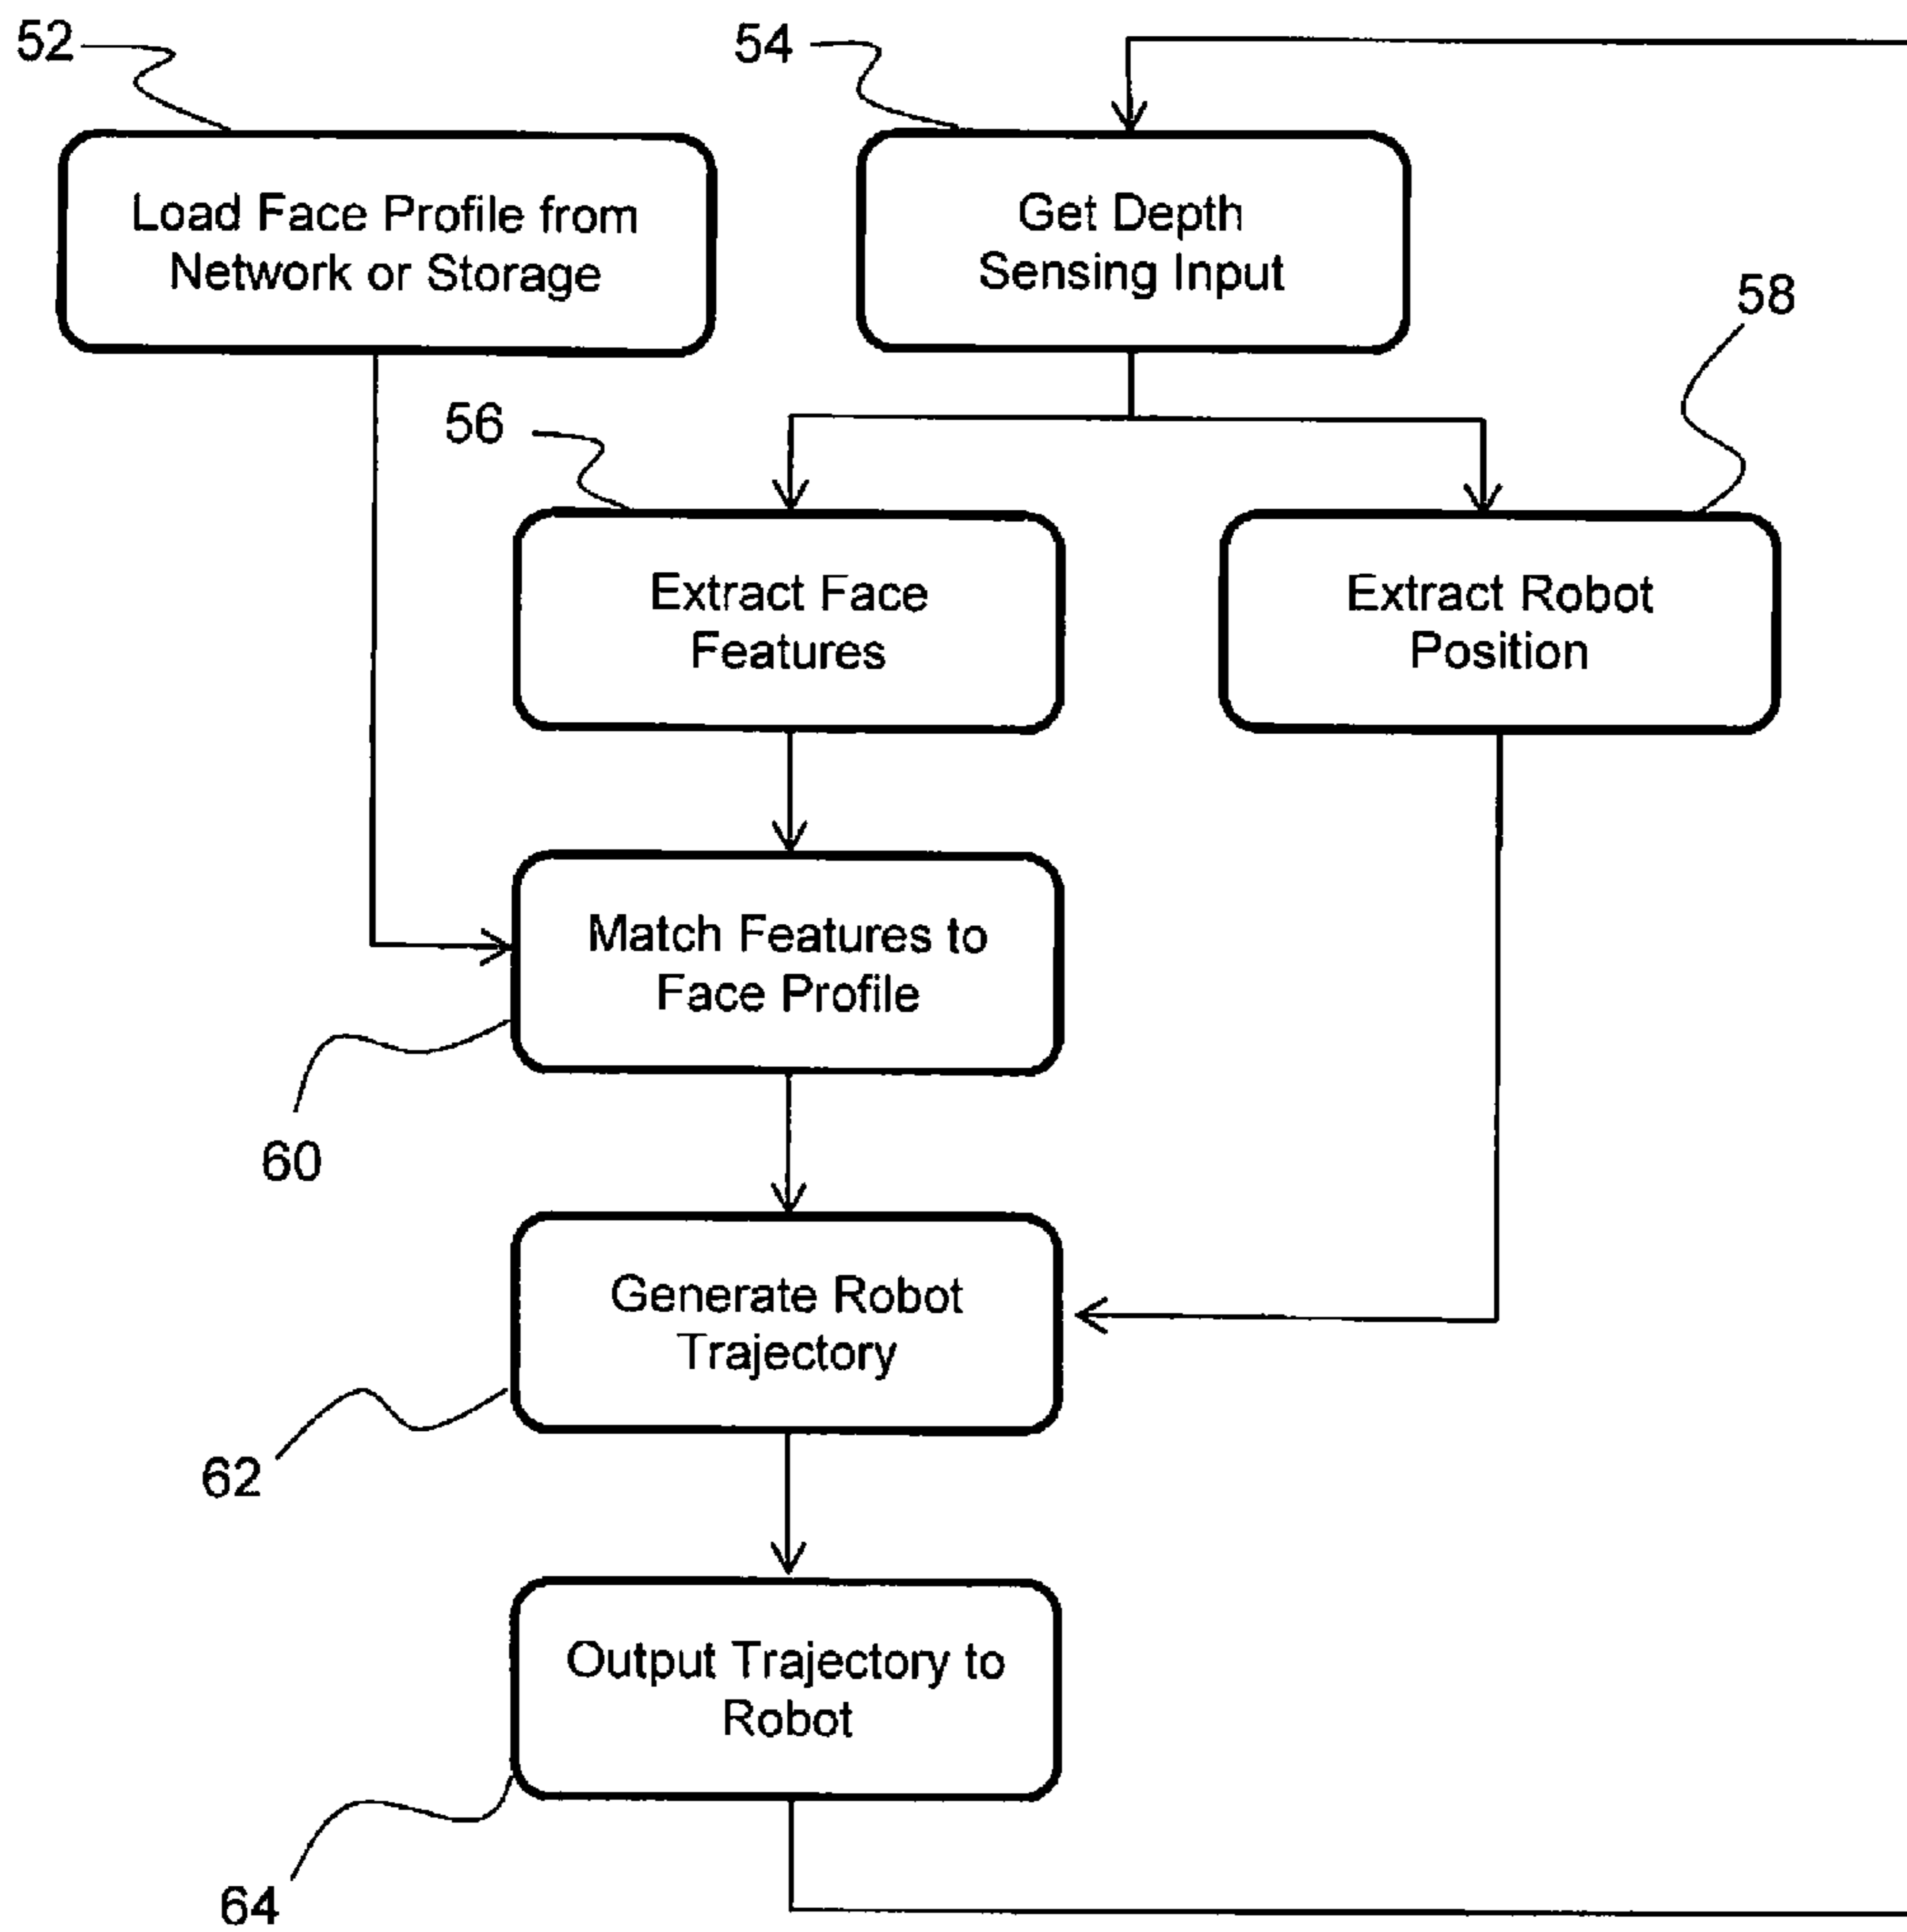 52
54
Load Face Profile from
Network or Storage
Get Depth
Sensing Input
58
56
Extract Face
Features
Extract Robot
Position
Match Features to
Face Profile
60
Generate Robot
Trajectory
62
Output Trajectory to
Robot
64